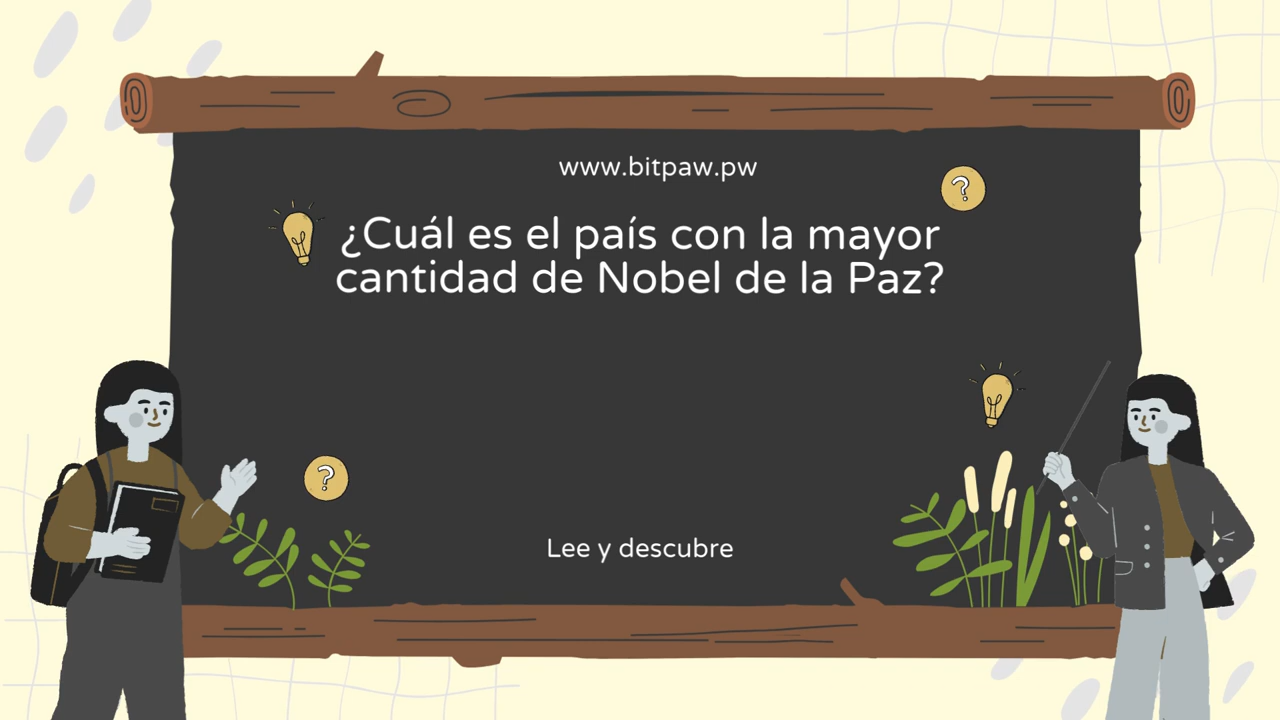 www.bitpaw.pw
¿Cuál es el país con la mayor
cantidad de Nobel de la Paz?
Lee y descubre